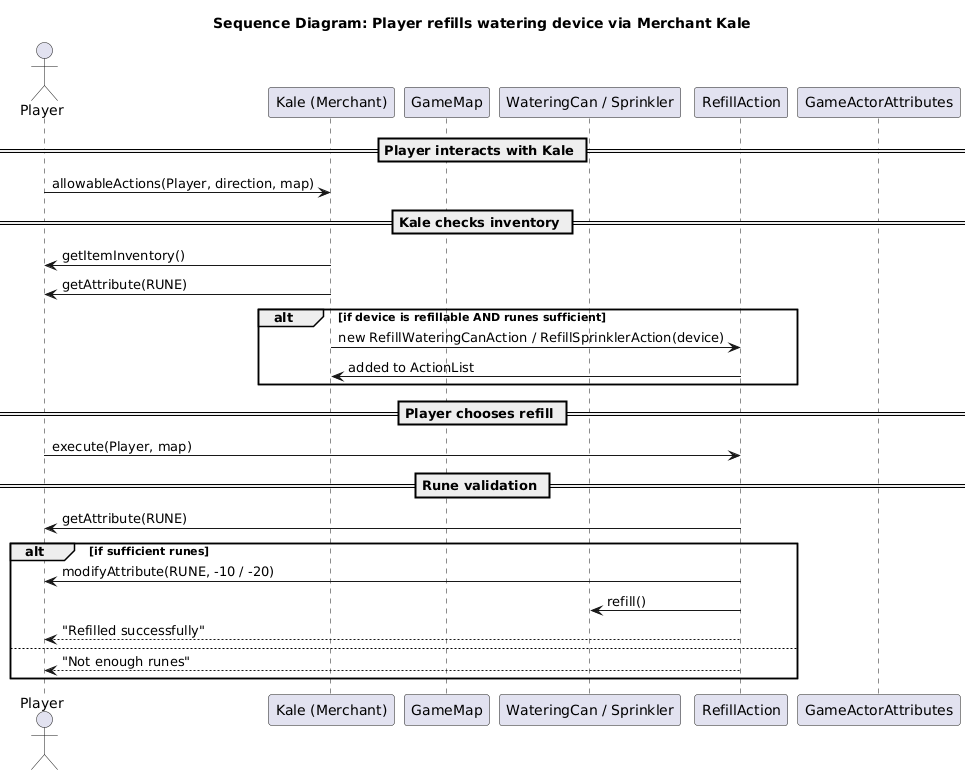 Sequence Diagram: Player refills watering device via Merchant Kale
Player
Kale (Merchant)
GameMap
WateringCan / Sprinkler
RefillAction
GameActorAttributes
Player interacts with Kale
allowableActions(Player, direction, map)
Kale checks inventory
getItemInventory()
getAttribute(RUNE)
alt
[if device is refillable AND runes sufficient]
new RefillWateringCanAction / RefillSprinklerAction(device)
added to ActionList
Player chooses refill
execute(Player, map)
Rune validation
getAttribute(RUNE)
alt
[if sufficient runes]
modifyAttribute(RUNE, -10 / -20)
refill()
"Refilled successfully"
"Not enough runes"
Player
Kale (Merchant)
GameMap
WateringCan / Sprinkler
RefillAction
GameActorAttributes